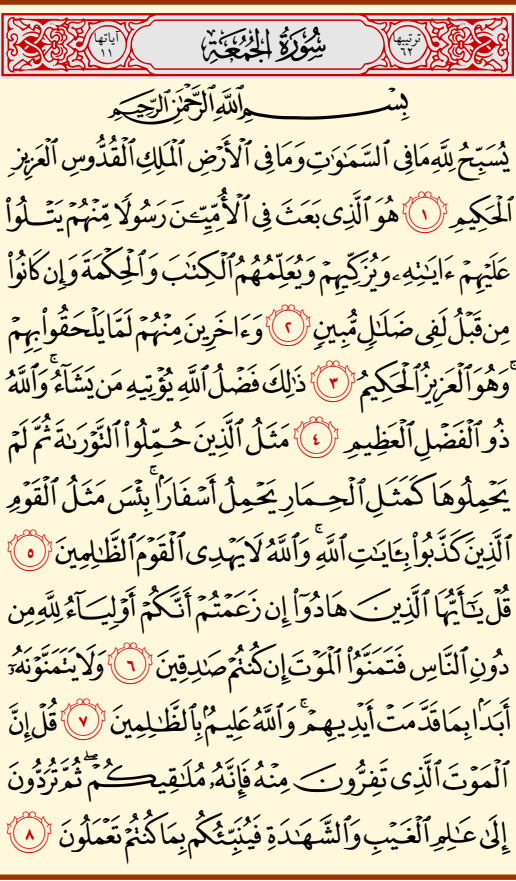 ترتيبها ٦٢ سُورَةُ الجُمُعَةِ آياتها ١١
بِسْمِ ٱللَّهِ ٱلرَّحْمَٰنِ ٱلرَّحِيمِ
يُسَبِّحُ لِلَّهِ مَا فِى ٱلسَّمَٰوَٰتِ وَمَا فِى ٱلْأَرْضِ ٱلْمَلِكِ ٱلْقُدُّوسِ ٱلْعَزِيزِ
ٱلْحَكِيمِ ١ هُوَ ٱلَّذِى بَعَثَ فِى ٱلْأُمِّيِّـۧنَ رَسُولًا مِّنْهُمْ يَتْلُوا۟
عَلَيْهِمْ ءَايَٰتِهِۦ وَيُزَكِّيهِمْ وَيُعَلِّمُهُمُ ٱلْكِتَٰبَ وَٱلْحِكْمَةَ وَإِن كَانُوا۟
مِن قَبْلُ لَفِى ضَلَٰلٍ مُّبِينٍ ٢ وَءَاخَرِينَ مِنْهُمْ لَمَّا يَلْحَقُوا۟ بِهِمْ
ۚ وَهُوَ ٱلْعَزِيزُ ٱلْحَكِيمُ ٣ ذَٰلِكَ فَضْلُ ٱللَّهِ يُؤْتِيهِ مَن يَشَآءُ ۚ وَٱللَّهُ
ذُو ٱلْفَضْلِ ٱلْعَظِيمِ ٤ مَثَلُ ٱلَّذِينَ حُمِّلُوا۟ ٱلتَّوْرَىٰةَ ثُمَّ لَمْ
يَحْمِلُوهَا كَمَثَلِ ٱلْحِمَارِ يَحْمِلُ أَسْفَارًۢا ۚ بِئْسَ مَثَلُ ٱلْقَوْمِ
ٱلَّذِينَ كَذَّبُوا۟ بِـَٔايَٰتِ ٱللَّهِ ۚ وَٱللَّهُ لَا يَهْدِى ٱلْقَوْمَ ٱلظَّٰلِمِينَ ٥
قُلْ يَٰٓأَيُّهَا ٱلَّذِينَ هَادُوٓا۟ إِن زَعَمْتُمْ أَنَّكُمْ أَوْلِيَآءُ لِلَّهِ مِن
دُونِ ٱلنَّاسِ فَتَمَنَّوُا۟ ٱلْمَوْتَ إِن كُنتُمْ صَٰدِقِينَ ٦ وَلَا يَتَمَنَّوْنَهُۥٓ
أَبَدًۢا بِمَا قَدَّمَتْ أَيْدِيهِمْ ۚ وَٱللَّهُ عَلِيمٌۢ بِٱلظَّٰلِمِينَ ٧ قُلْ إِنَّ
ٱلْمَوْتَ ٱلَّذِى تَفِرُّونَ مِنْهُ فَإِنَّهُۥ مُلَٰقِيكُمْ ۖ ثُمَّ تُرَدُّونَ
إِلَىٰ عَٰلِمِ ٱلْغَيْبِ وَٱلشَّهَٰدَةِ فَيُنَبِّئُكُم بِمَا كُنتُمْ تَعْمَلُونَ ٨